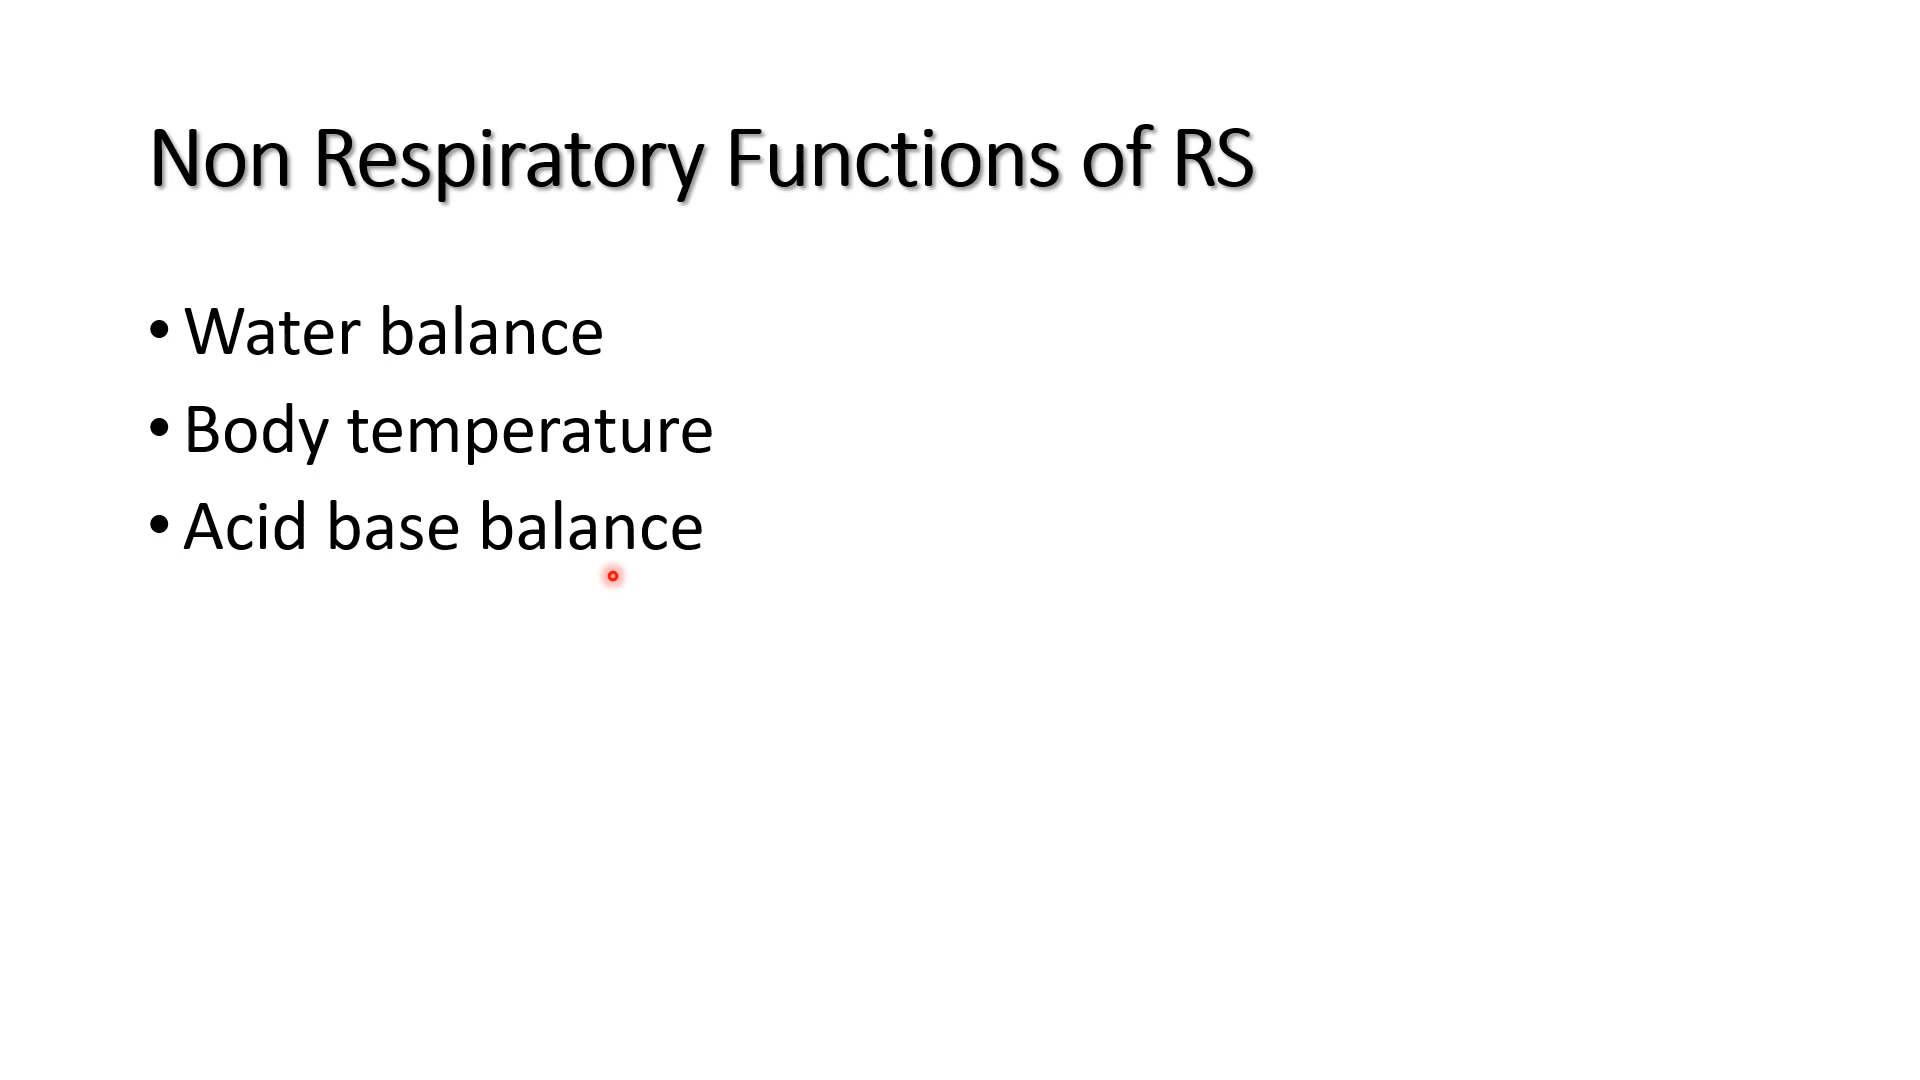 Non Respiratory Functions of RS
• Water balance
• Body temperature
• Acid base balance